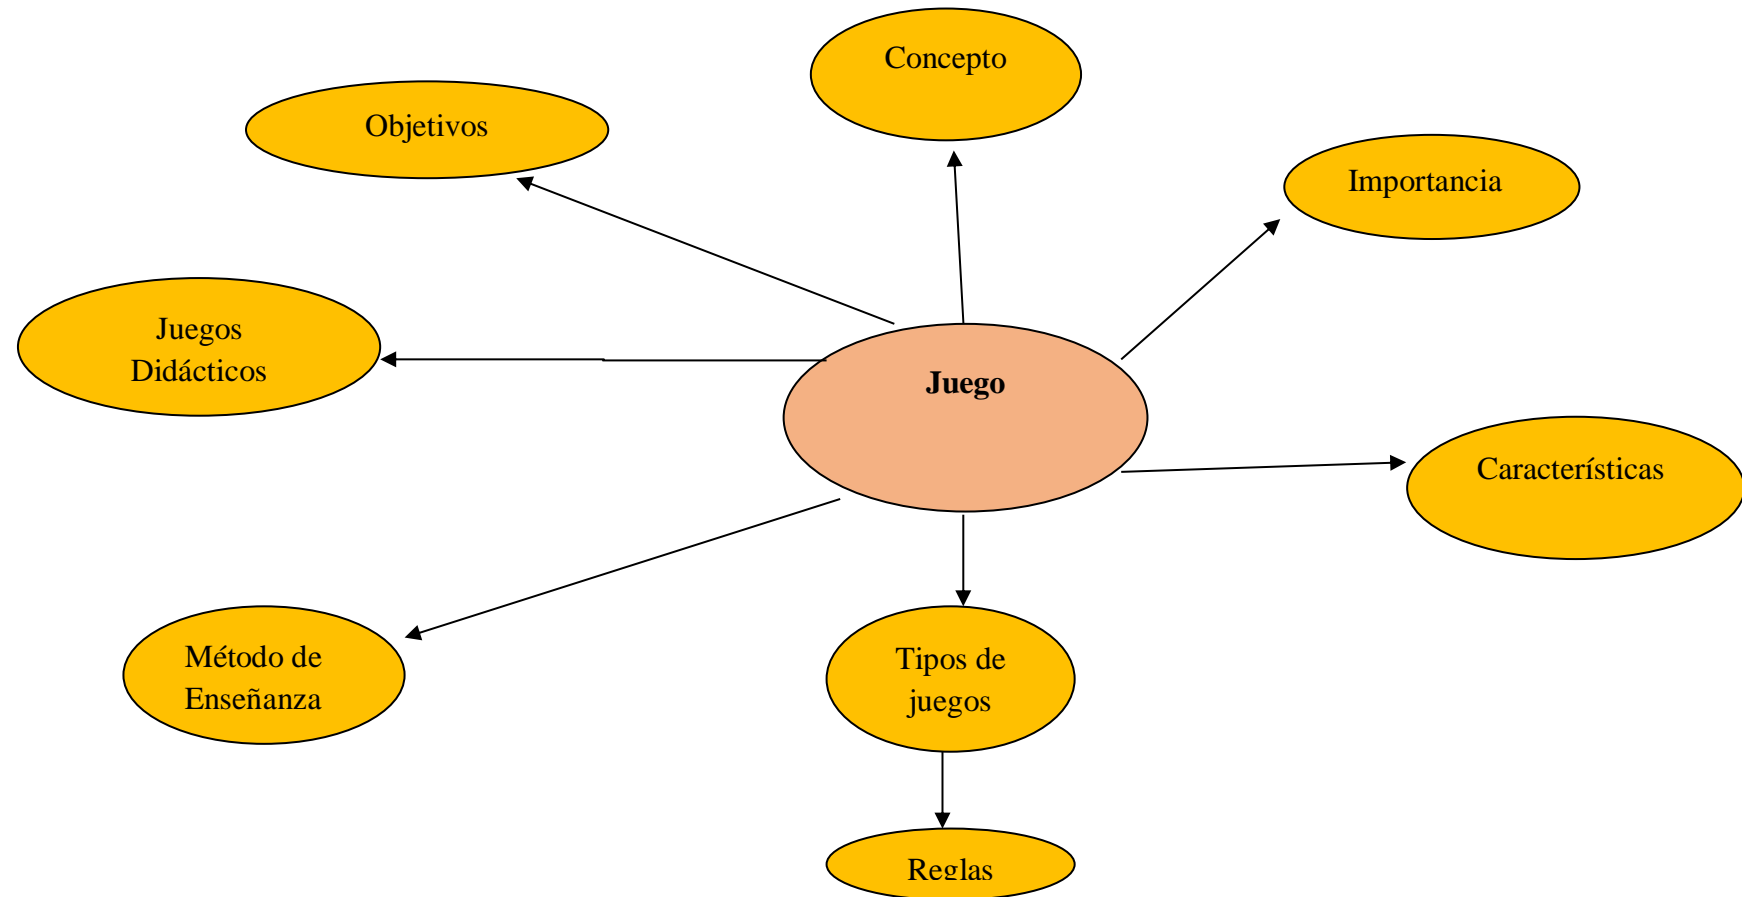 Concepto
Objetivos
Importancia
Juegos
Didácticos
Juego
Características
Método de
Enseñanza
Tipos de
juegos
Reglas